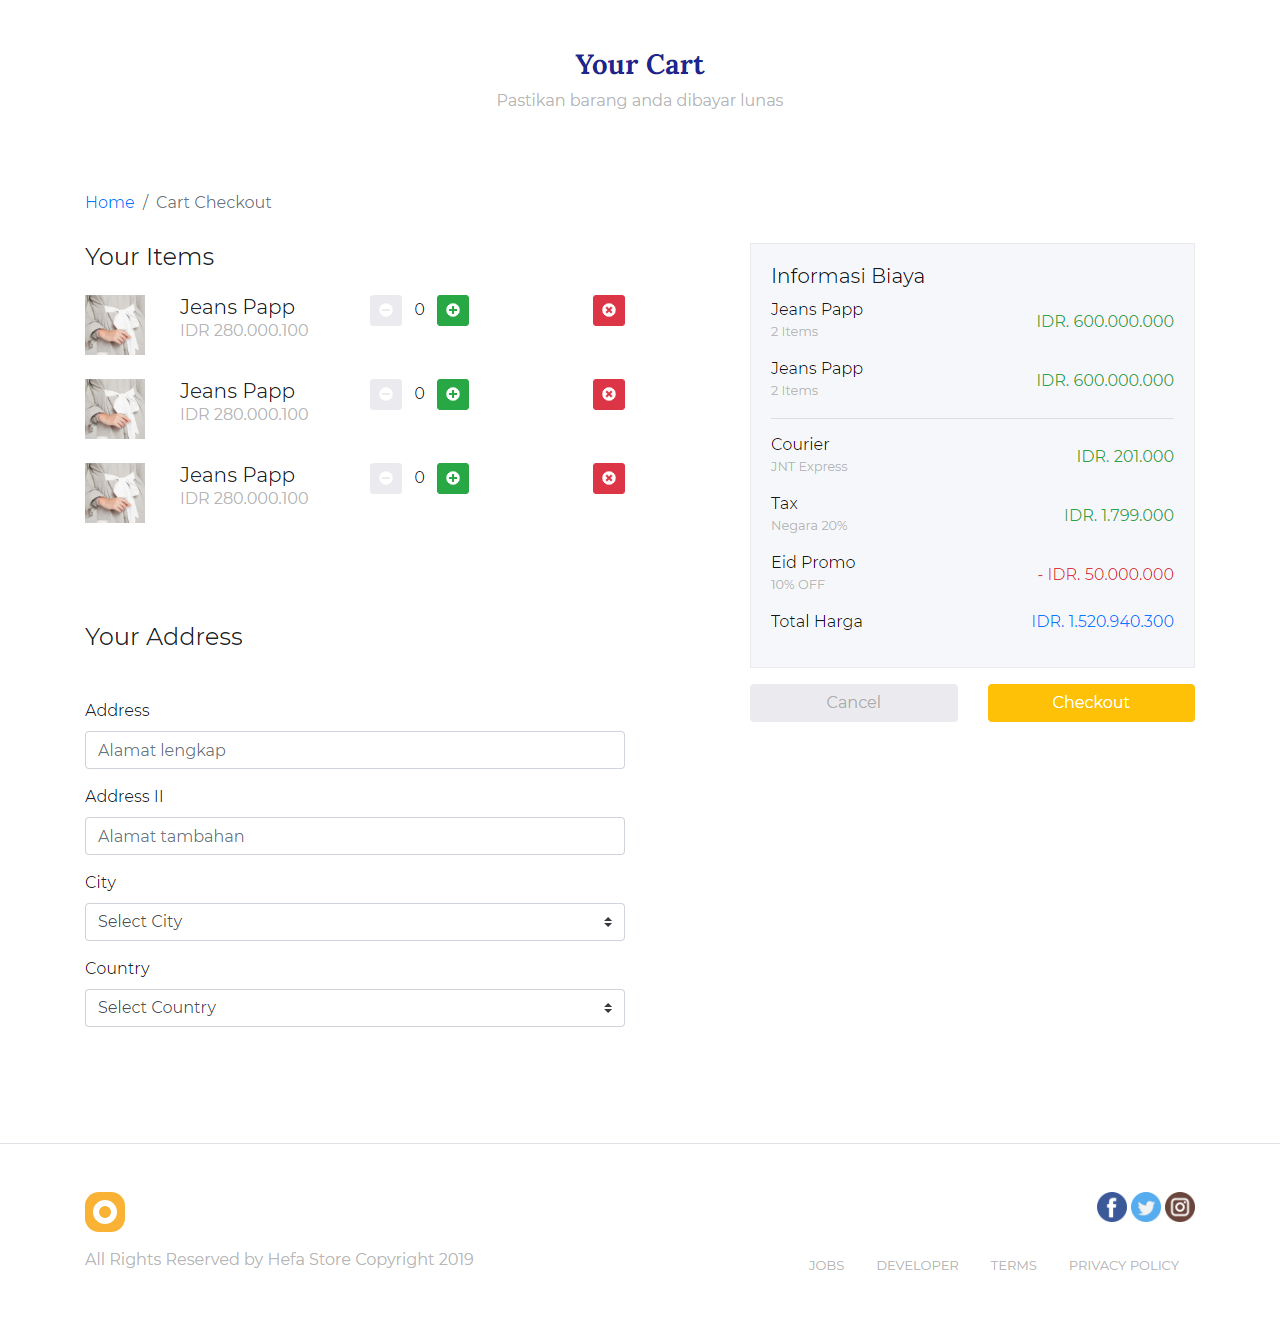 Your Cart
Pastikan barang anda dibayar lunas
Home / Cart Checkout
Your Items
Jeans Papp
IDR 280.000.100
0
Jeans Papp
IDR 280.000.100
0
Jeans Papp
IDR 280.000.100
0
Your Address
Address
Alamat lengkap
Address II
Alamat tambahan
City
Select City
Country
Select Country
Informasi Biaya
Jeans Papp
2 Items
IDR. 600.000.000
Jeans Papp
2 Items
IDR. 600.000.000
Courier
JNT Express
IDR. 201.000
Tax
Negara 20%
IDR. 1.799.000
Eid Promo
10% OFF
- IDR. 50.000.000
Total Harga
IDR. 1.520.940.300
Cancel
Checkout
All Rights Reserved by Hefa Store Copyright 2019
JOBS DEVELOPER TERMS PRIVACY POLICY